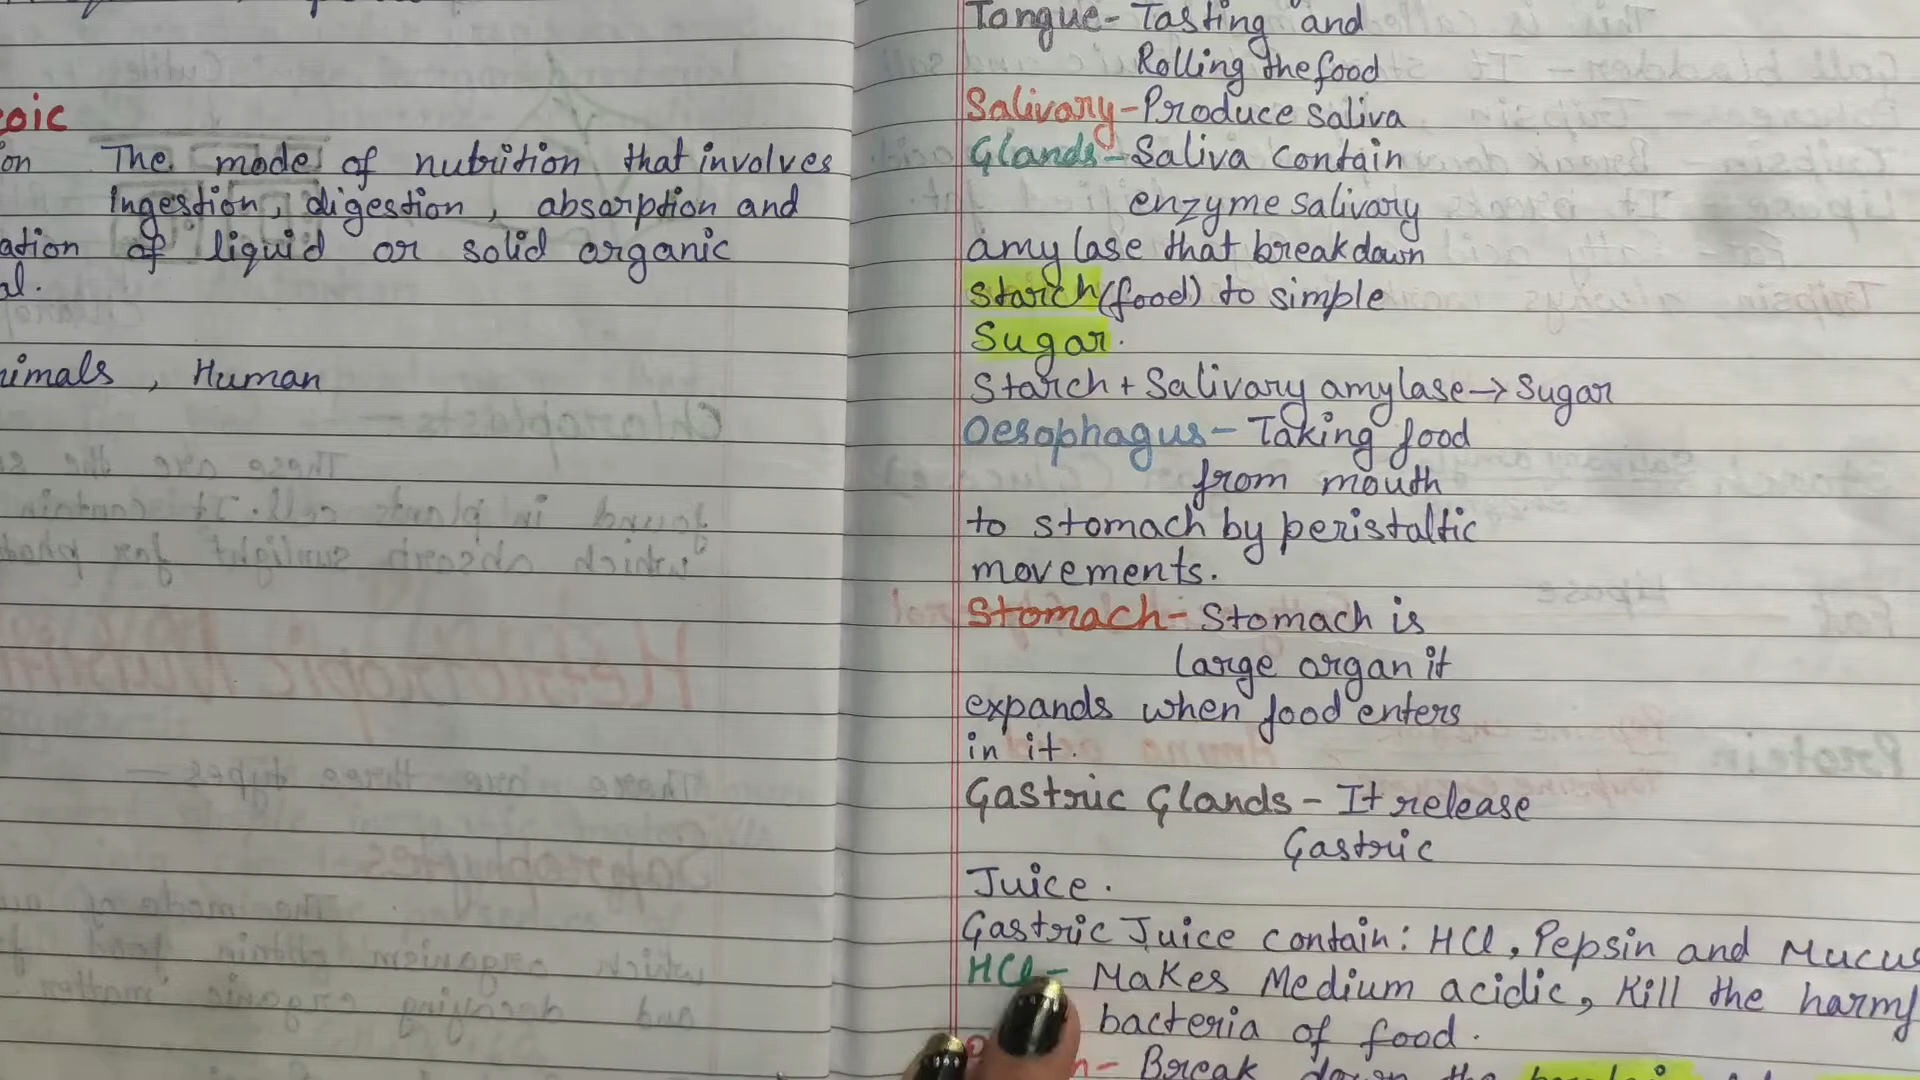 oic
on The mode of nutrition that involves
Ingestion, digestion, absorption and
ation of liquid or solid organic
al.
imals, Human
Tongue- Tasting and
Rolling the food
Salivary- Produce saliva
Glands- Saliva contain
enzyme salivary
amylase that breakdown
Starch (food) to simple
Sugar.
Starch + Salivary amylase → Sugar
Oesophagus - Taking food
from mouth
to stomach by peristaltic
movements.
Stomach- Stomach is
large organ it
expands when food enters
in it.
Gastric Glands - It release
Gastric
Juice.
Gastric Juice contain: HCl, Pepsin and Mucus
HCl- Makes Medium acidic, Kill the harmf
bacteria of food.
n- Break down the